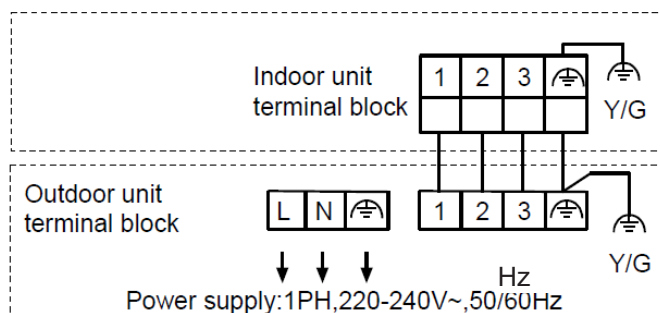 Indoor unit
terminal block
1 2 3
Y/G
Outdoor unit
terminal block
L N
1 2 3
Y/G
Hz
Power supply:1PH,220-240V~,50/60Hz